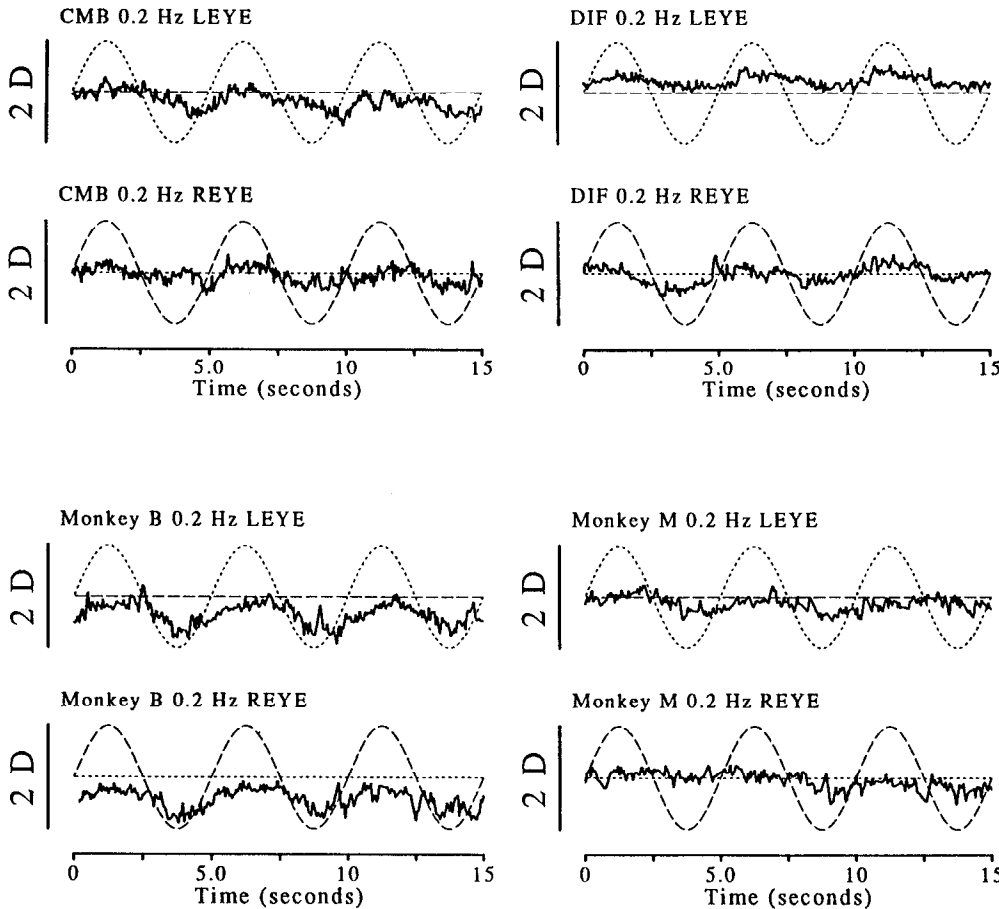 CMB 0.2 Hz LEYE
2 D
DIF 0.2 Hz LEYE
2 D
CMB 0.2 Hz REYE
2 D
DIF 0.2 Hz REYE
2 D
0 5.0 10 15
Time (seconds)
0 5.0 10 15
Time (seconds)
Monkey B 0.2 Hz LEYE
2 D
Monkey M 0.2 Hz LEYE
2 D
Monkey B 0.2 Hz REYE
2 D
Monkey M 0.2 Hz REYE
2 D
0 5.0 10 15
Time (seconds)
0 5.0 10 15
Time (seconds)